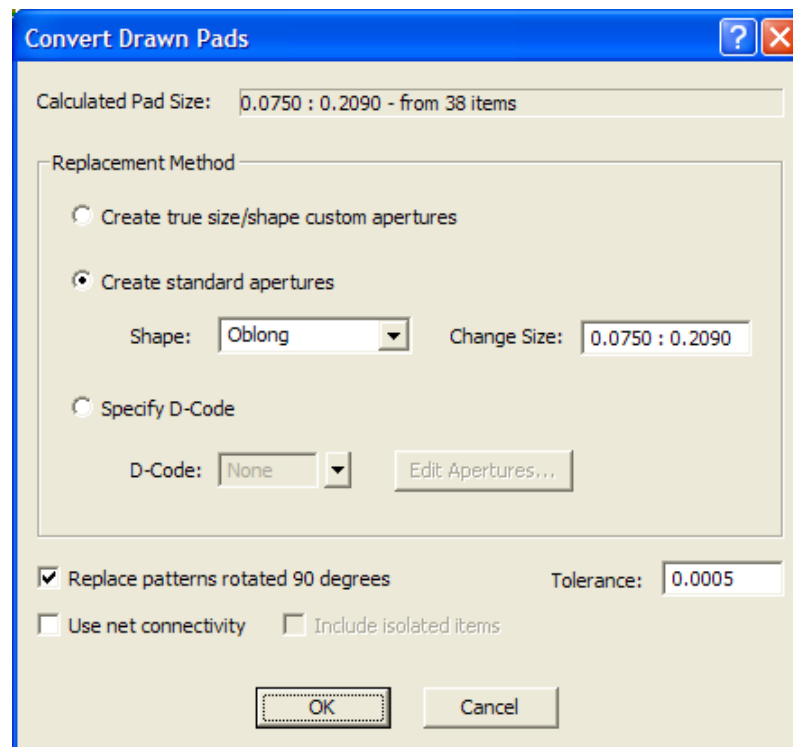 Convert Drawn Pads
Calculated Pad Size: 0.0750 : 0.2090 - from 38 items
Replacement Method
Create true size/shape custom apertures
Create standard apertures
Shape: Oblong Change Size: 0.0750 : 0.2090
Specify D-Code
D-Code: None Edit Apertures...
Replace patterns rotated 90 degrees Tolerance: 0.0005
Use net connectivity Include isolated items
OK Cancel